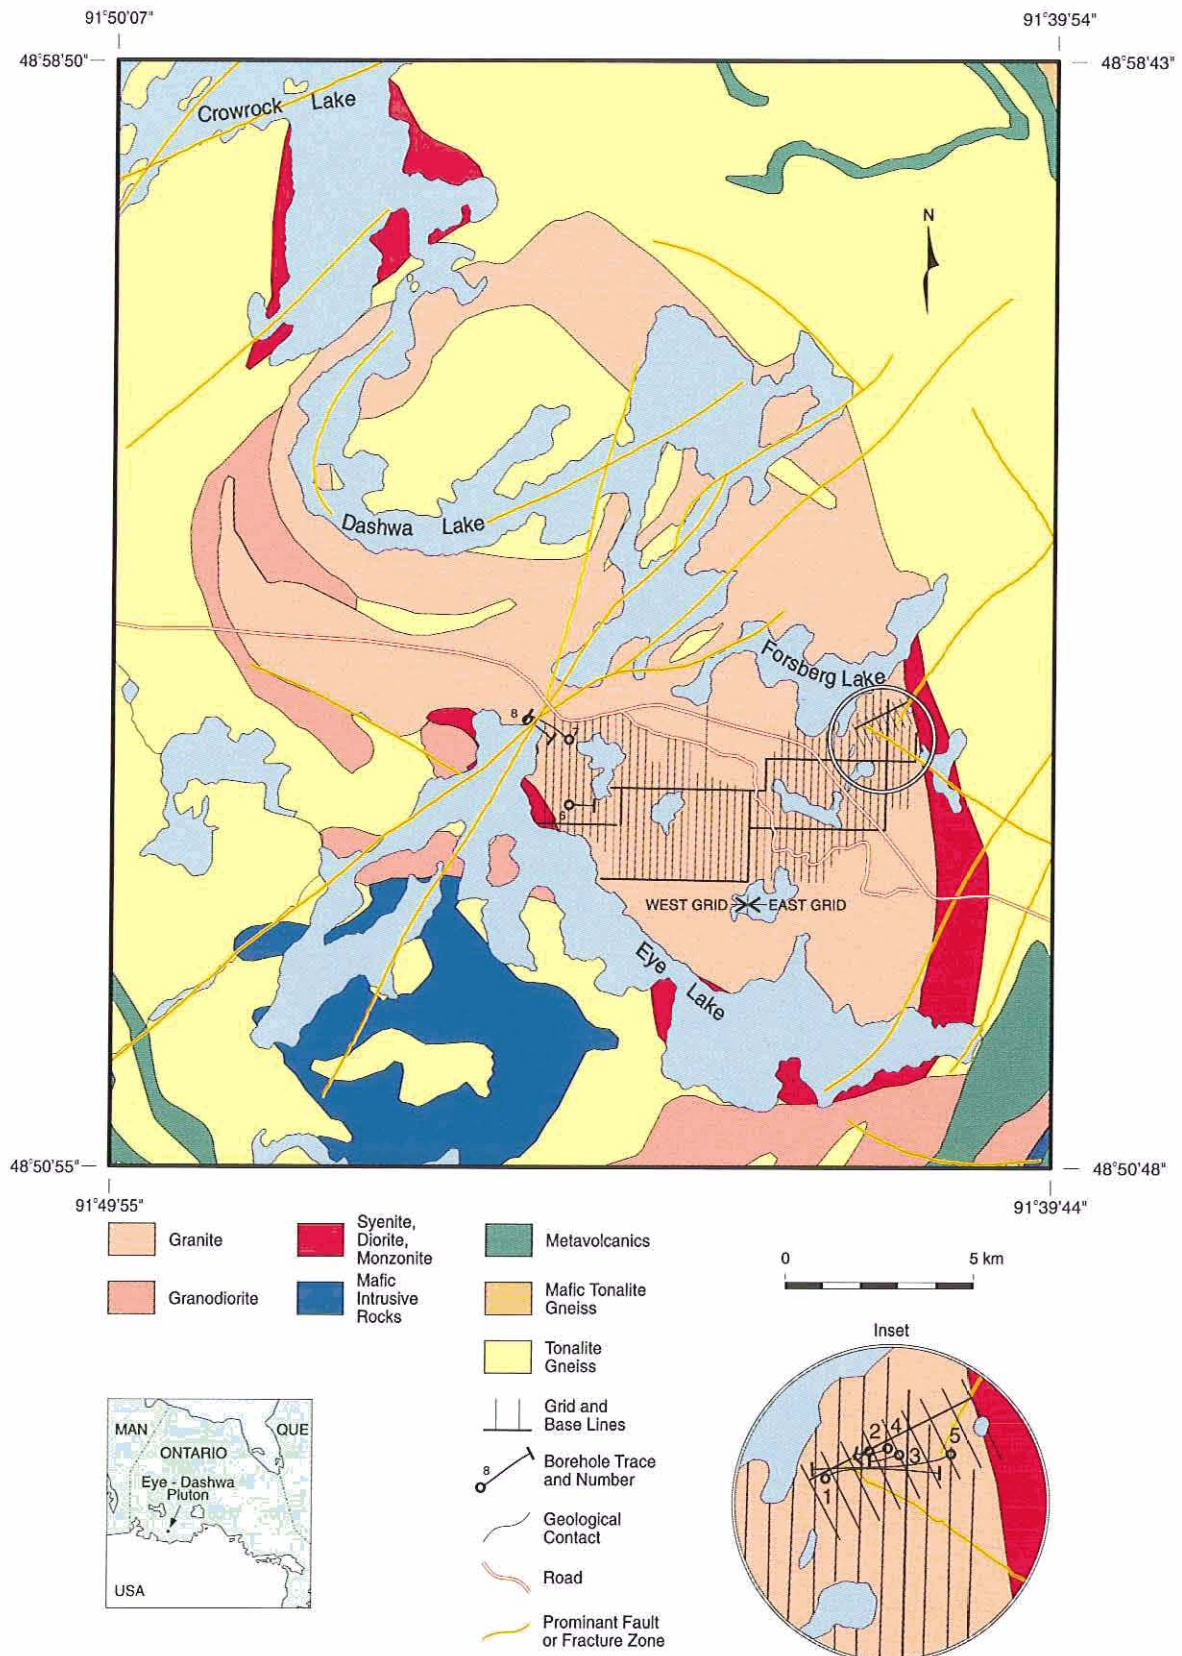 91°50'07"
91°39'54"
48°58'50"
48°58'43"
Crowrock Lake
N
Dashwa Lake
Forsberg Lake
8
7
6
WEST GRID
EAST GRID
Eye Lake
48°50'55"
48°50'48"
91°49'55"
91°39'44"
Granite
Granodiorite
Syenite,
Diorite,
Monzonite
Mafic
Intrusive
Rocks
Metavolcanics
Mafic Tonalite
Gneiss
Tonalite
Gneiss
Grid and
Base Lines
8
Borehole Trace
and Number
Geological
Contact
Road
Prominant Fault
or Fracture Zone
0 5 km
Inset
2
4
5
3
1
MAN
QUE
ONTARIO
Eye - Dashwa
Pluton
USA